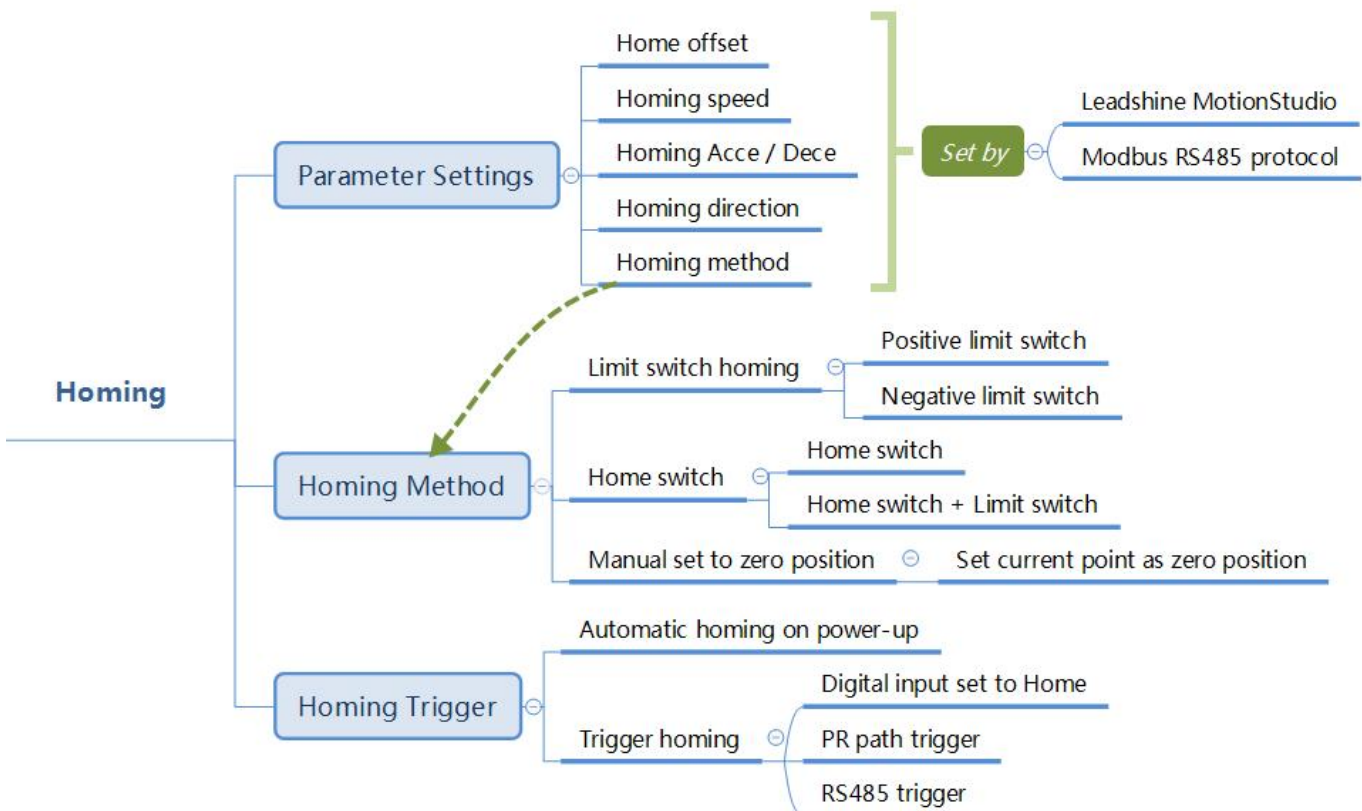 Homing
Parameter Settings
Home offset
Homing speed
Homing Acce / Dece
Homing direction
Homing method
Set by
Leadshine MotionStudio
Modbus RS485 protocol
Homing Method
Limit switch homing
Positive limit switch
Negative limit switch
Home switch
Home switch
Home switch + Limit switch
Manual set to zero position
Set current point as zero position
Homing Trigger
Automatic homing on power-up
Trigger homing
Digital input set to Home
PR path trigger
RS485 trigger